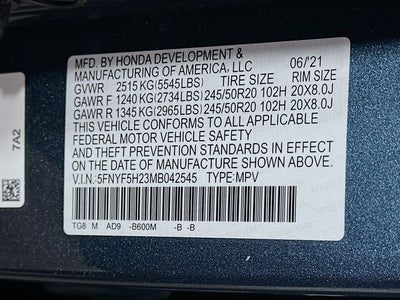 MFD. BY HONDA DEVELOPMENT &
MANUFACTURING OF AMERICA, LLC 06/'21
GVWR 2515 KG(5545LBS) TIRE SIZE RIM SIZE
GAWR F 1240 KG(2734LBS) 245/50R20 102H 20X8.0J
GAWR R 1345 KG(2965LBS) 245/50R20 102H 20X8.0J
THIS VEHICLE CONFORMS TO ALL APPLICABLE
FEDERAL MOTOR VEHICLE SAFETY
AND THEFT PREVENTION STANDARDS IN EFFECT
ON THE DATE OF MANUFACTURE SHOWN ABOVE.
V.I.N.: 5FNYF5H23MB042545 TYPE: MPV
TG8 M AD9 -B600M -B -B
7A2